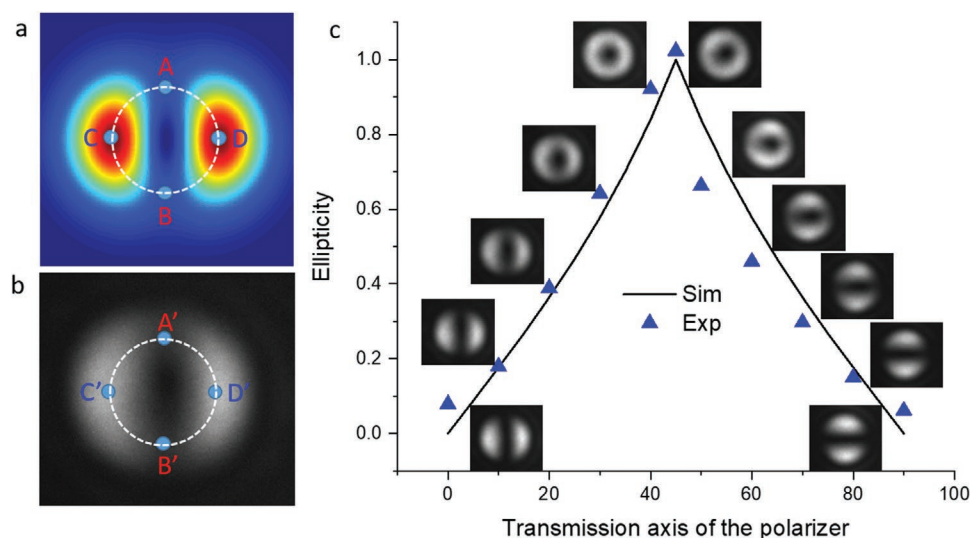 a
A
C
D
B
b
A'
C'
D'
B'
c
Ellipticity
1.0
0.8
0.6
0.4
0.2
0.0
Sim
Exp
0 20 40 60 80 100
Transmission axis of the polarizer